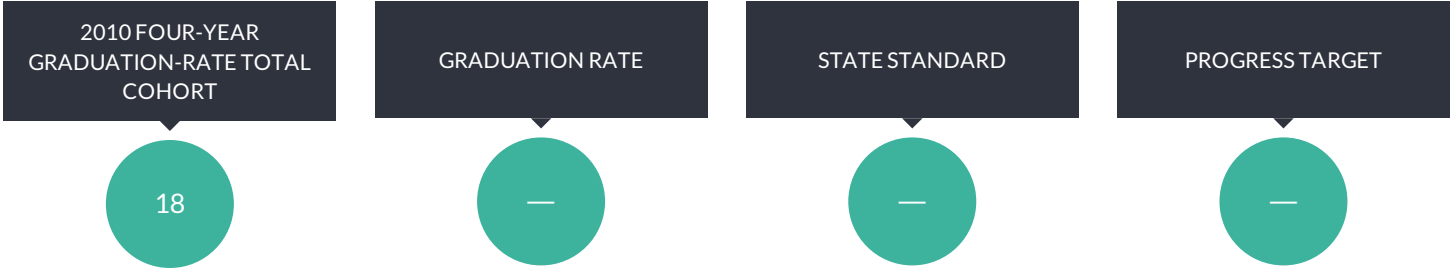 2010 FOUR-YEAR
GRADUATION-RATE TOTAL
COHORT
GRADUATION RATE
STATE STANDARD
PROGRESS TARGET
18
—
—
—